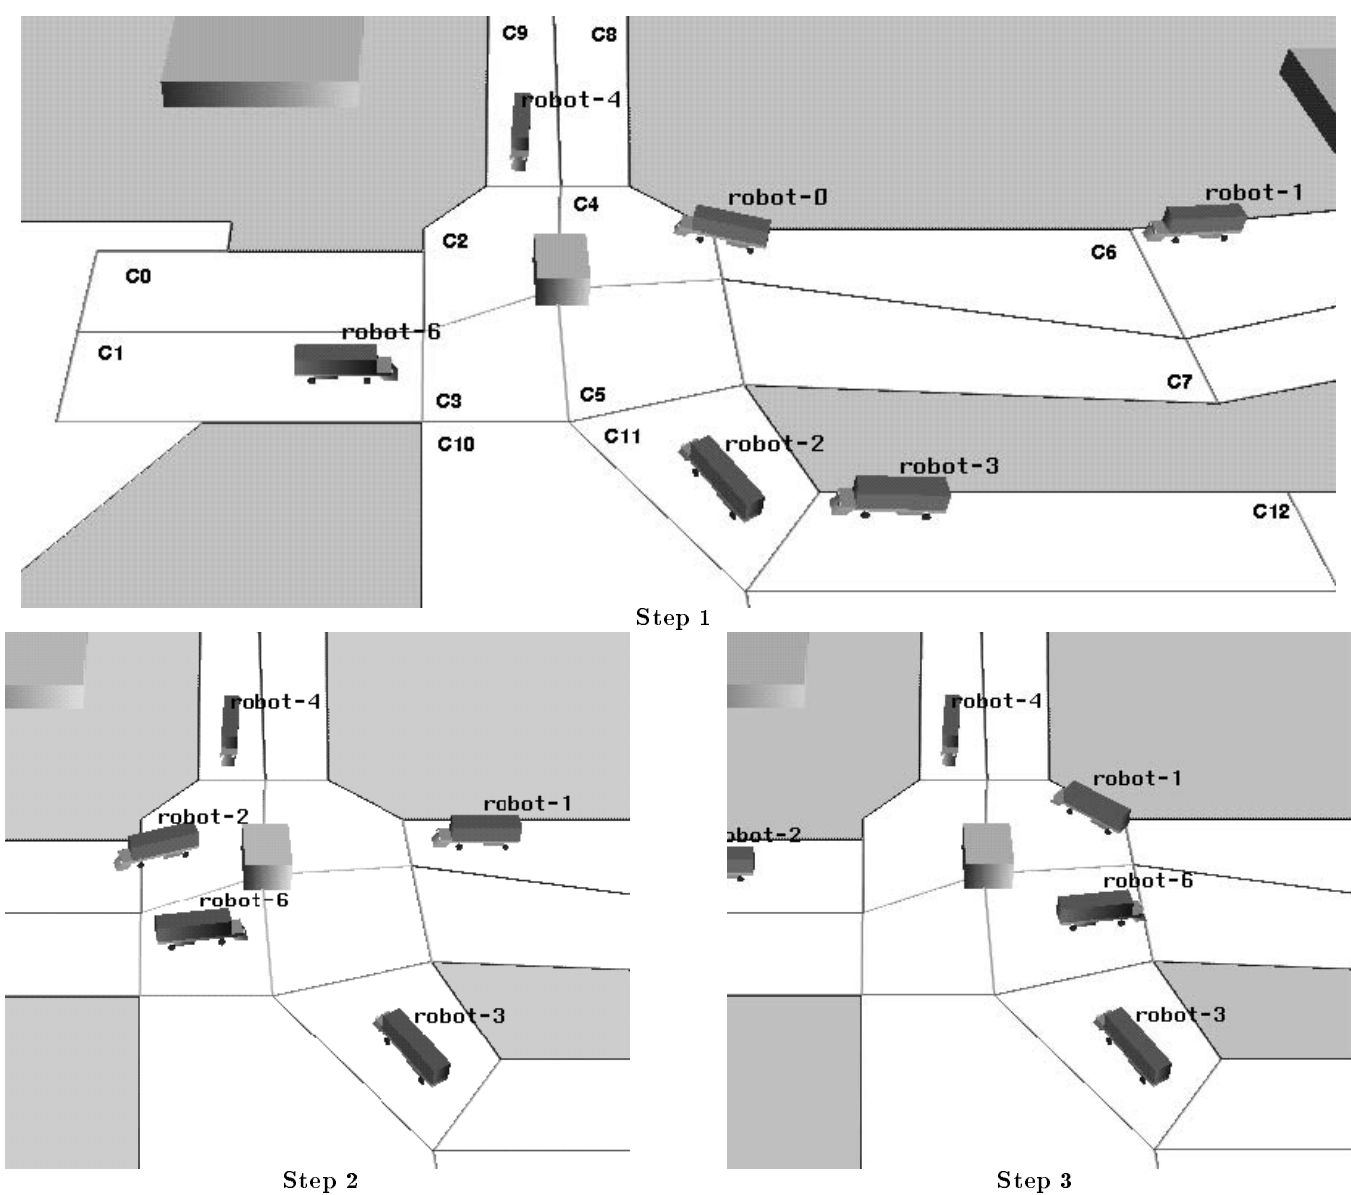 C9 C8
robot-4
robot-0 robot-1
C4
C2
C6
C0
robot-6
C1
C7
C3 C5
C10 C11 robot-2
robot-3
C12
Step 1
robot-4
robot-2 robot-1
robot-6
robot-3
Step 2
robot-4
robot-1
obot-2
robot-6
robot-3
Step 3